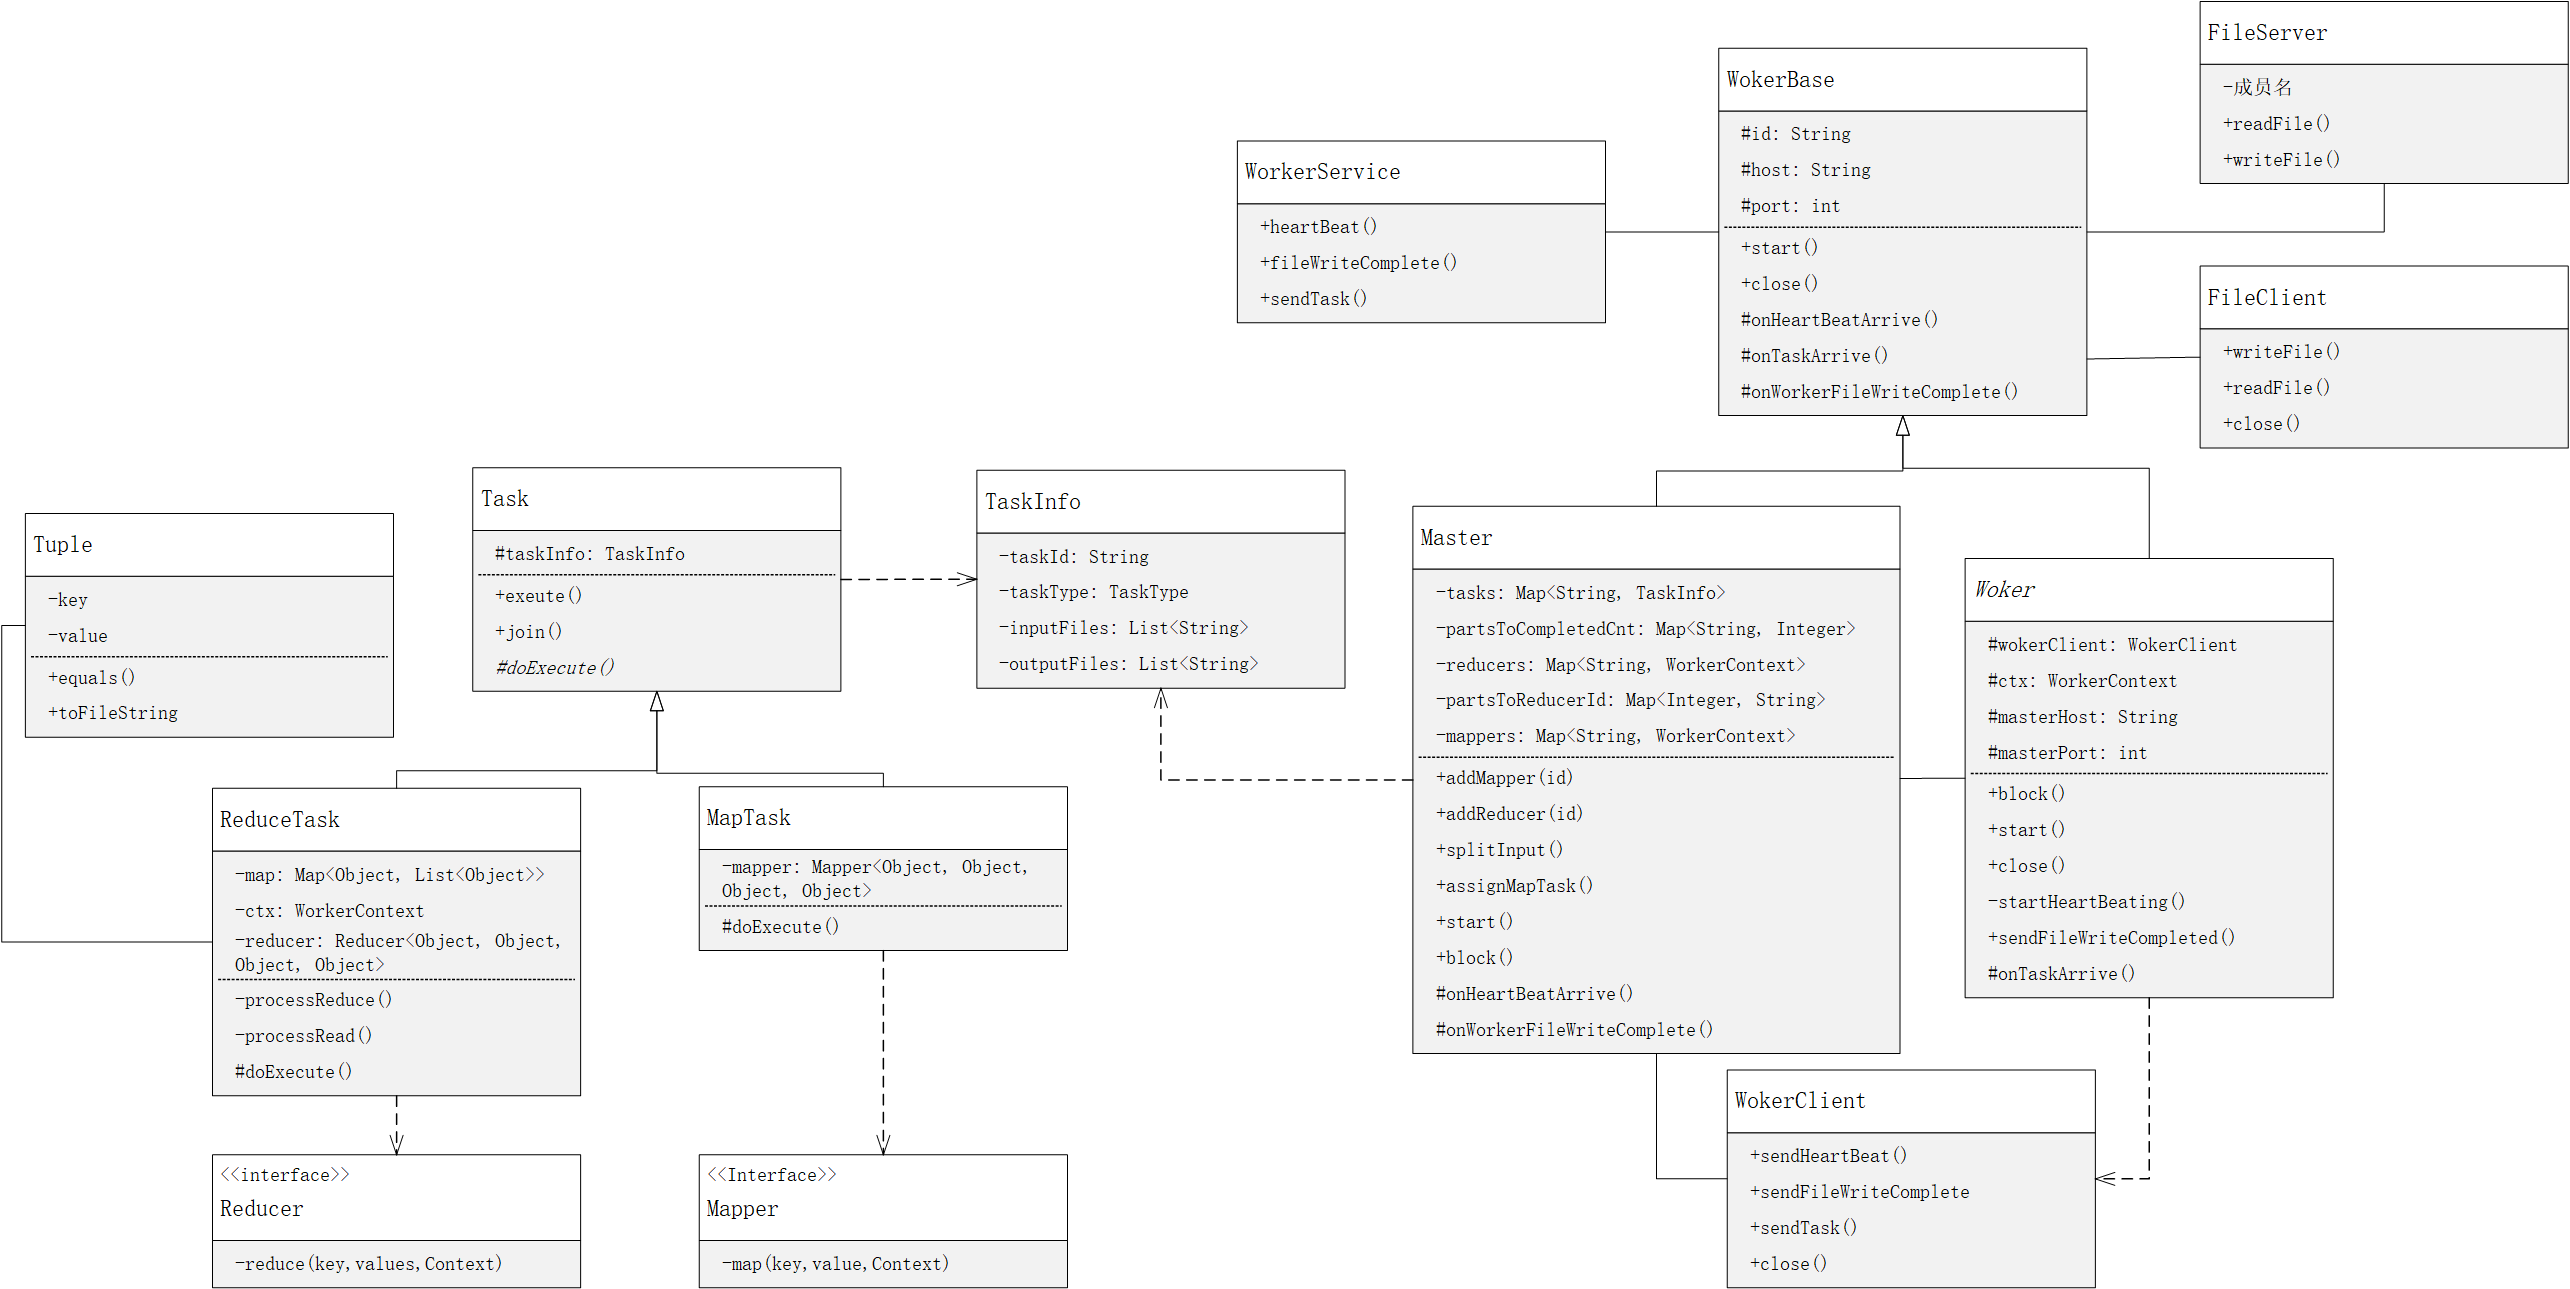 FileServer
-成员名
+readFile()
+writeFile()
WokerBase
#id: String
#host: String
#port: int
+start()
+close()
#onHeartBeatArrive()
#onTaskArrive()
#onWorkerFileWriteComplete()
WorkerService
+heartBeat()
+fileWriteComplete()
+sendTask()
FileClient
+writeFile()
+readFile()
+close()
Task
#taskInfo: TaskInfo
+exeute()
+join()
#doExecute()
TaskInfo
-taskId: String
-taskType: TaskType
-inputFiles: List<String>
-outputFiles: List<String>
Tuple
-key
-value
+equals()
+toFileString
Master
-tasks: Map<String, TaskInfo>
-partsToCompletedCnt: Map<String, Integer>
-reducers: Map<String, WorkerContext>
-partsToReducerId: Map<Integer, String>
-mappers: Map<String, WorkerContext>
+addMapper(id)
+addReducer(id)
+splitInput()
+assignMapTask()
+start()
+block()
#onHeartBeatArrive()
#onWorkerFileWriteComplete()
Woker
#wokerClient: WokerClient
#ctx: WorkerContext
#masterHost: String
#masterPort: int
+block()
+start()
+close()
-startHeartBeating()
+sendFileWriteCompleted()
#onTaskArrive()
ReduceTask
-map: Map<Object, List<Object>>
-ctx: WorkerContext
-reducer: Reducer<Object, Object,
Object, Object>
-processReduce()
-processRead()
#doExecute()
MapTask
-mapper: Mapper<Object, Object,
Object, Object>
#doExecute()
WokerClient
+sendHeartBeat()
+sendFileWriteComplete
+sendTask()
+close()
<<interface>>
Reducer
-reduce(key,values,Context)
<<Interface>>
Mapper
-map(key,value,Context)